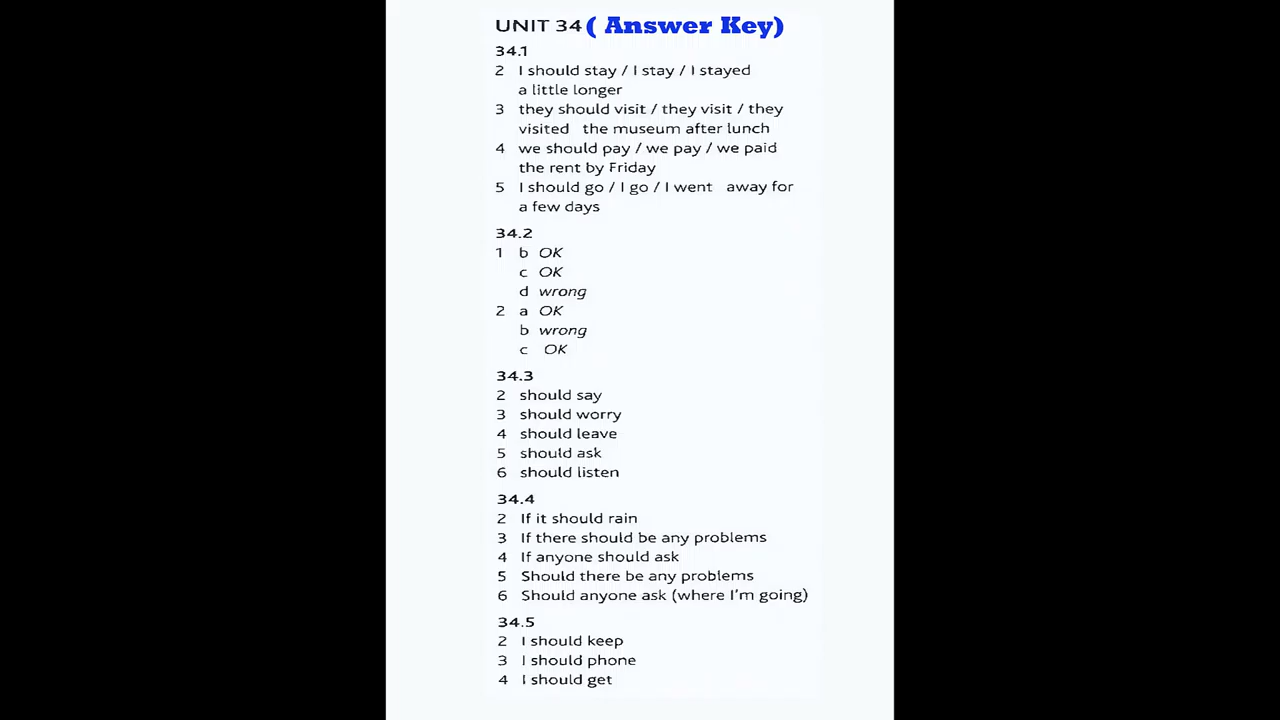 UNIT 34 ( Answer Key)
34.1
2 I should stay / I stay / I stayed
a little longer
3 they should visit / they visit / they
visited the museum after lunch
4 we should pay / we pay / we paid
the rent by Friday
5 I should go / I go / I went away for
a few days
34.2
1 b OK
c OK
d wrong
2 a OK
b wrong
c OK
34.3
2 should say
3 should worry
4 should leave
5 should ask
6 should listen
34.4
2 If it should rain
3 If there should be any problems
4 If anyone should ask
5 Should there be any problems
6 Should anyone ask (where I'm going)
34.5
2 I should keep
3 I should phone
4 I should get